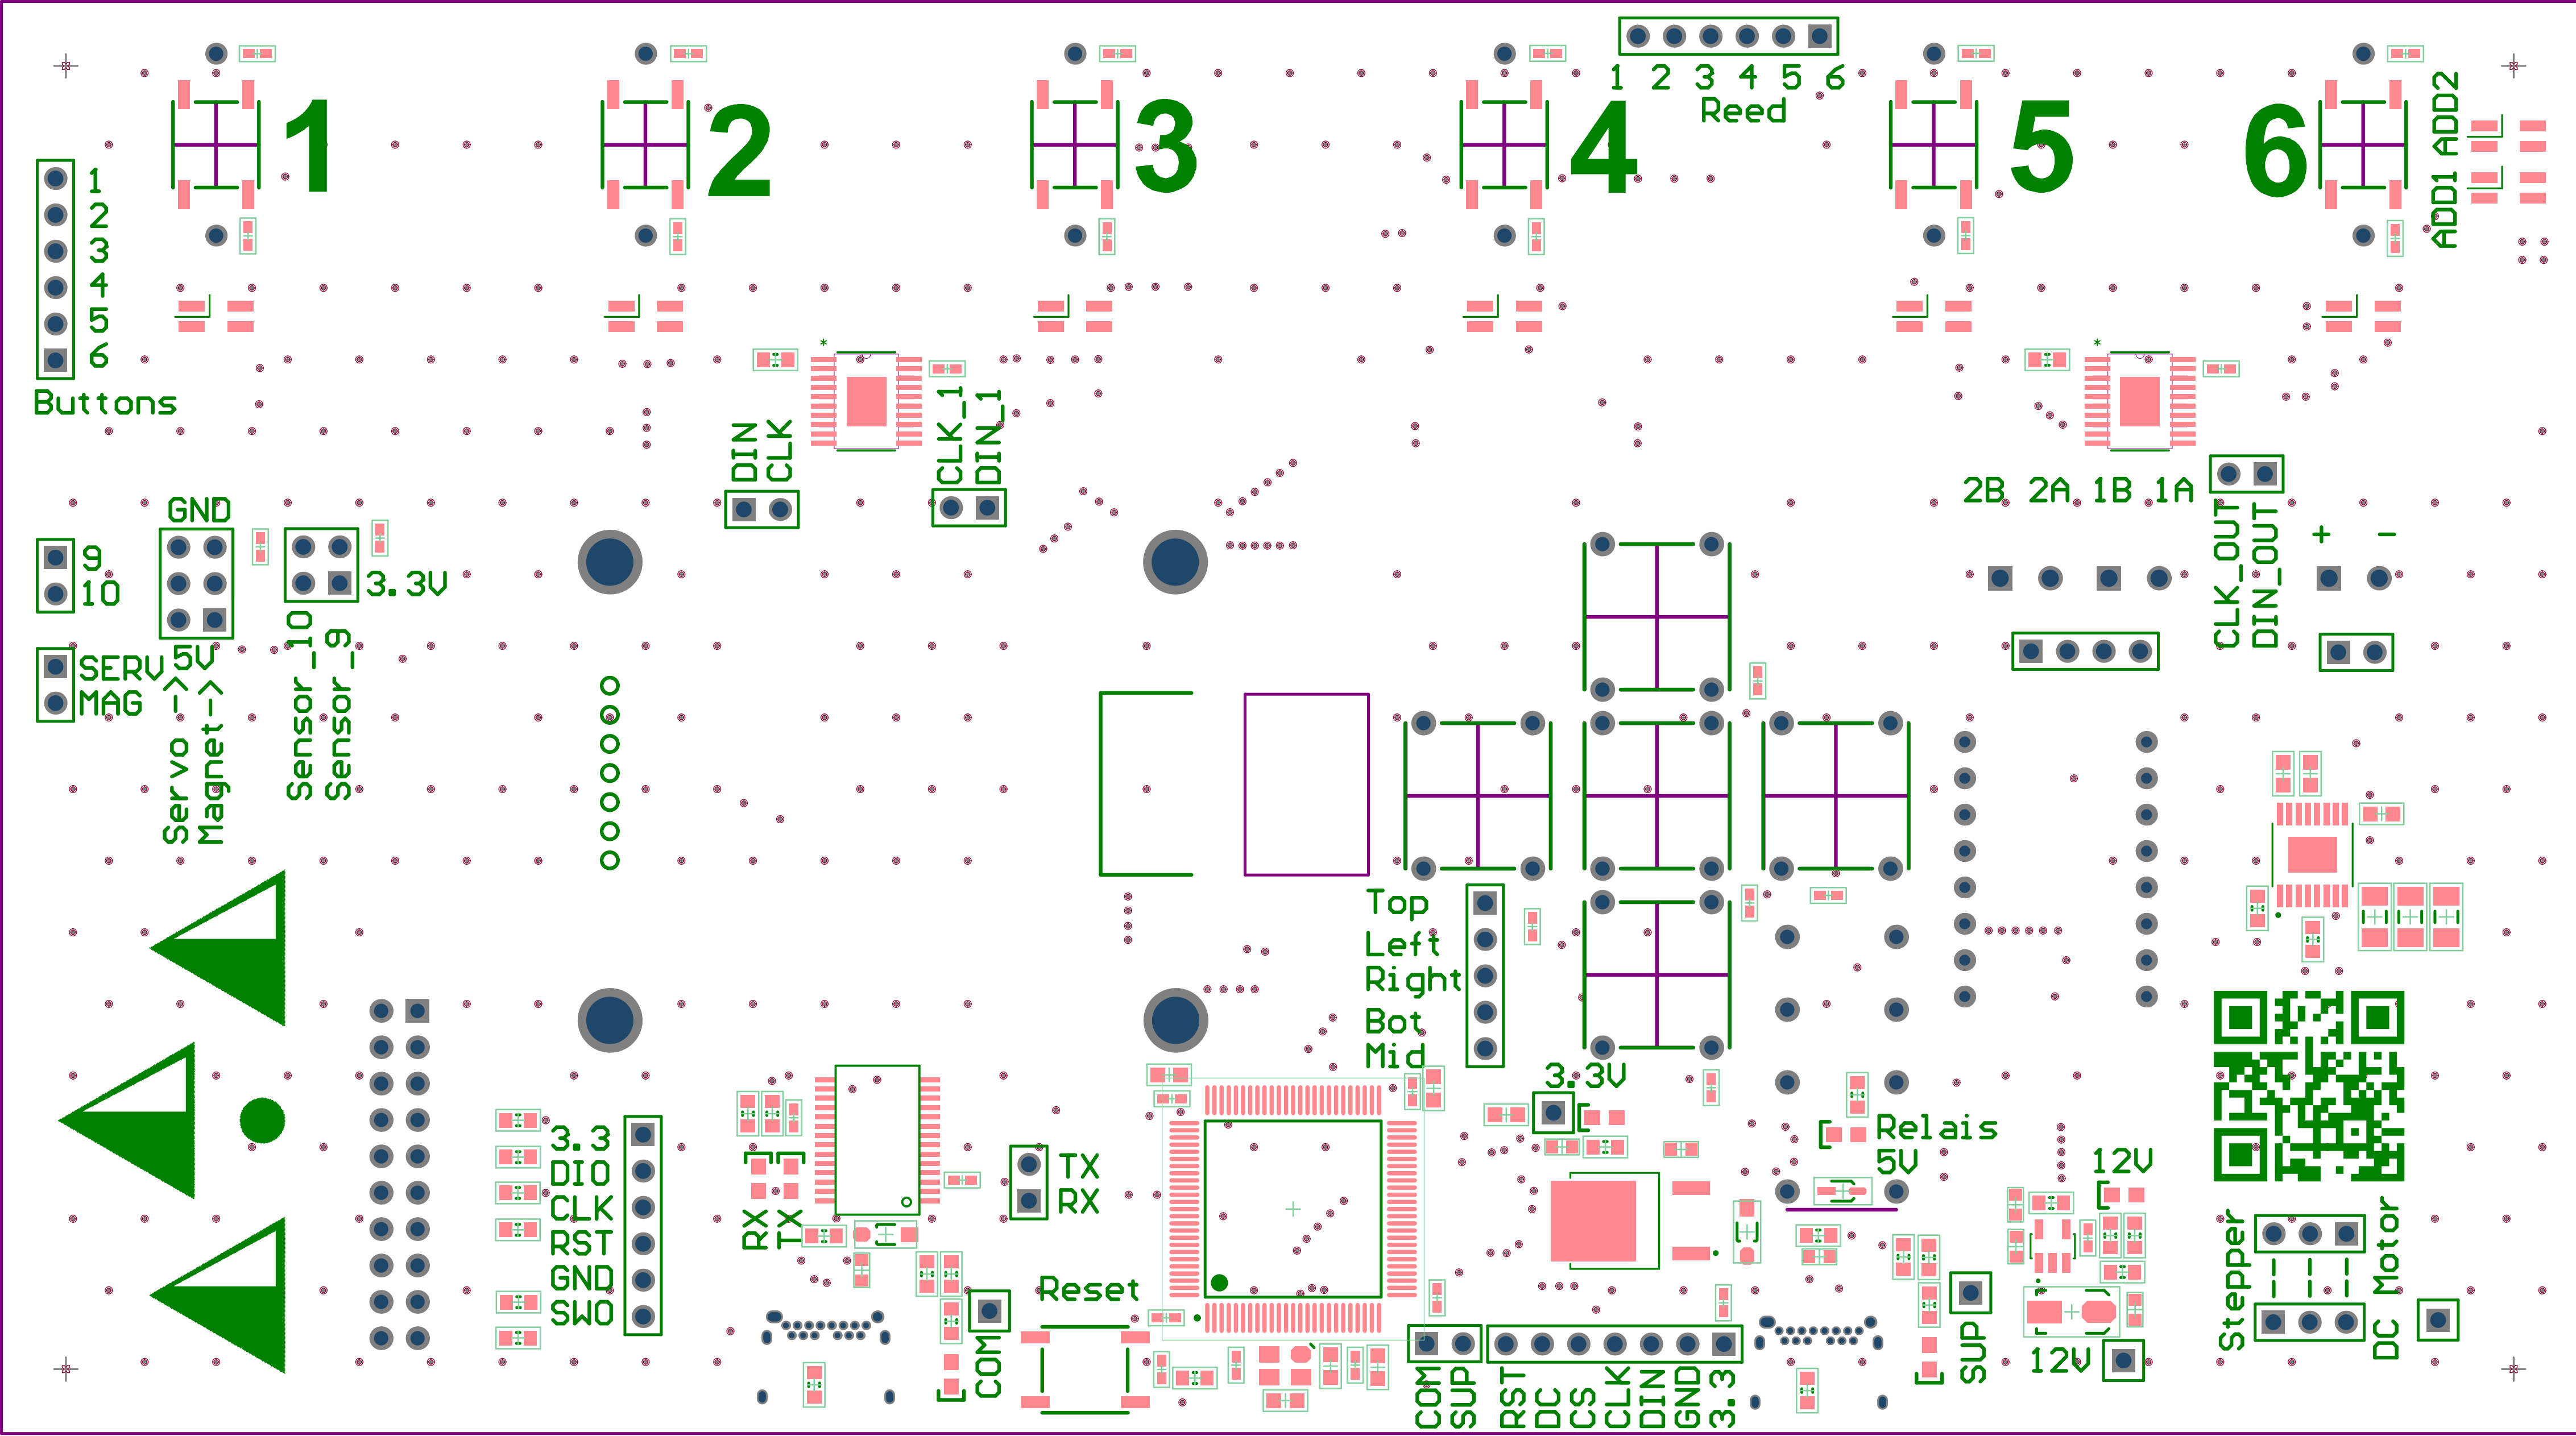 1 2 3 4 5 6
Reed
1
2
3
4
5
6
ADD1 ADD2
1
2
3
4
5
6
Buttons
*
*
DIN
CLK
CLK_1
DIN_1
2B 2A 1B 1A
CLK_OUT
DIN_OUT
+ -
GND
9
10
3.3V
SERV
MAG
5V
Servo ->
Magnet->
Sensor_10
Sensor_9
Top
Left
Right
Bot
Mid
3.3V
Relais
5V
12V
3.3
DIO
CLK
RST
GND
SWO
RX
TX
TX
RX
Reset
COM
COM
SUP
RST
DC
CS
CLK
DIN
GND
3.3
SUP
12V
Stepper
DC Motor